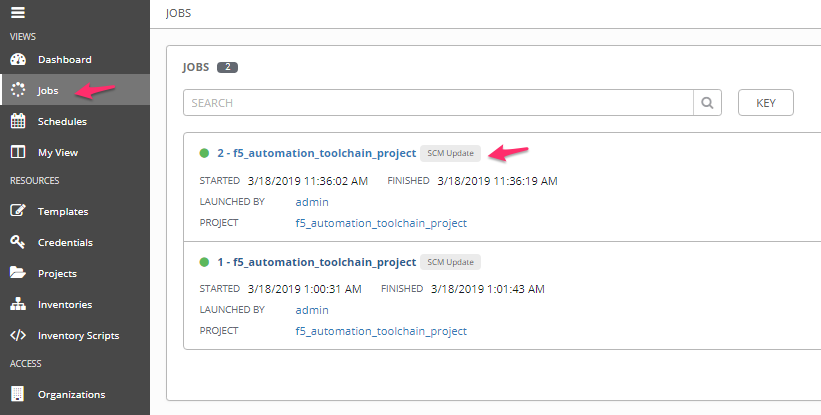 VIEWS
Dashboard
Jobs
Schedules
My View
RESOURCES
Templates
Credentials
Projects
Inventories
Inventory Scripts
ACCESS
Organizations
JOBS
JOBS 2
SEARCH KEY
2 - f5_automation_toolchain_project SCM Update
STARTED 3/18/2019 11:36:02 AM FINISHED 3/18/2019 11:36:19 AM
LAUNCHED BY admin
PROJECT f5_automation_toolchain_project
1 - f5_automation_toolchain_project SCM Update
STARTED 3/18/2019 1:00:31 AM FINISHED 3/18/2019 1:01:43 AM
LAUNCHED BY admin
PROJECT f5_automation_toolchain_project